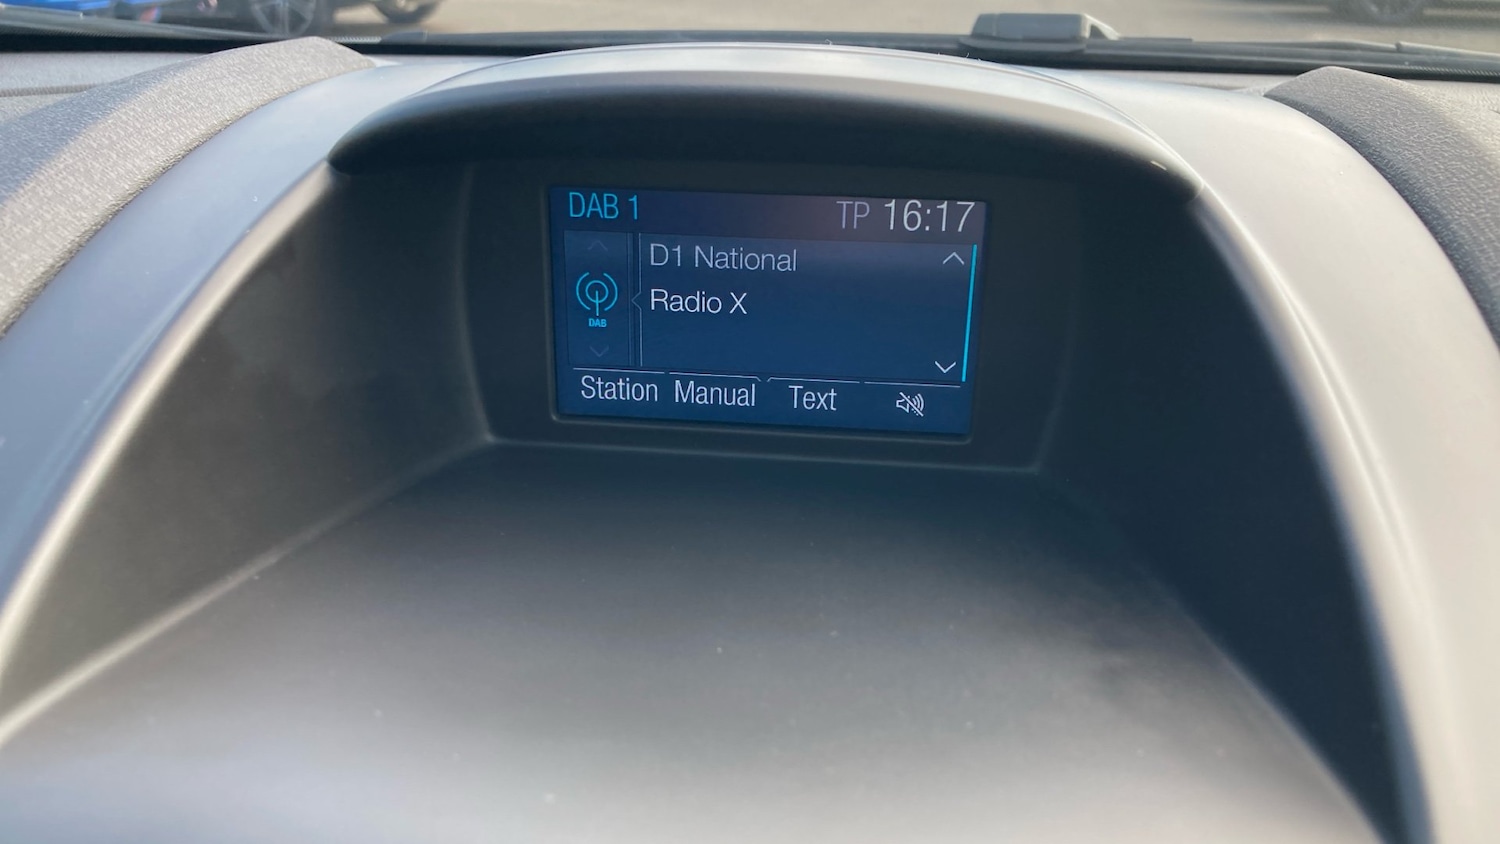 DAB 1 TP 16:17
D1 National
Radio X
DAB
Station Manual Text